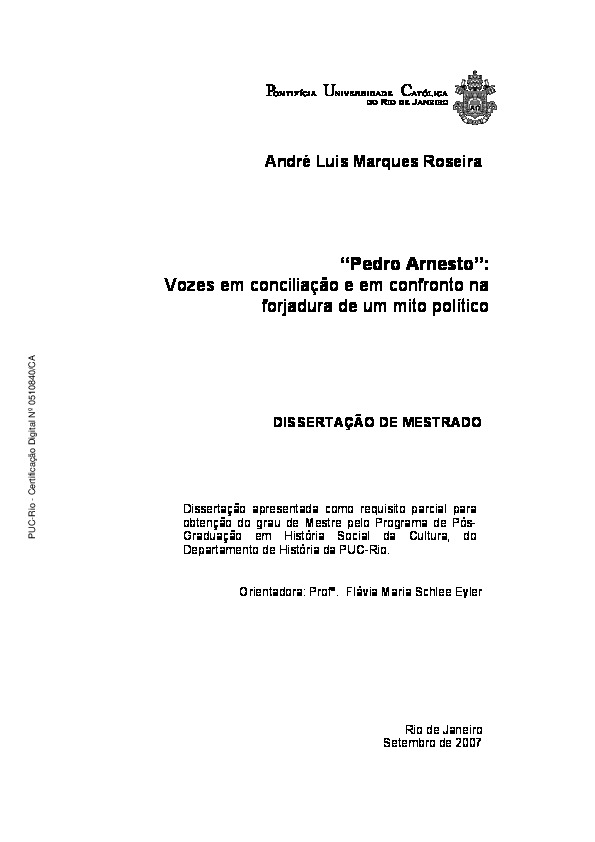 PONTIFÍCIA UNIVERSIDADE CATÓLICA
DO RIO DE JANEIRO
André Luis Marques Roseira
“Pedro Arnesto”:
Vozes em conciliação e em confronto na
forjadura de um mito político
DISSERTAÇÃO DE MESTRADO
Dissertação apresentada como requisito parcial para
obtenção do grau de Mestre pelo Programa de Pós-
Graduação em História Social da Cultura, do
Departamento de História da PUC-Rio.
Orientadora: Profª. Flávia Maria Schlee Eyler
Rio de Janeiro
Setembro de 2007
PUC-Rio - Certificação Digital Nº 0510840/CA